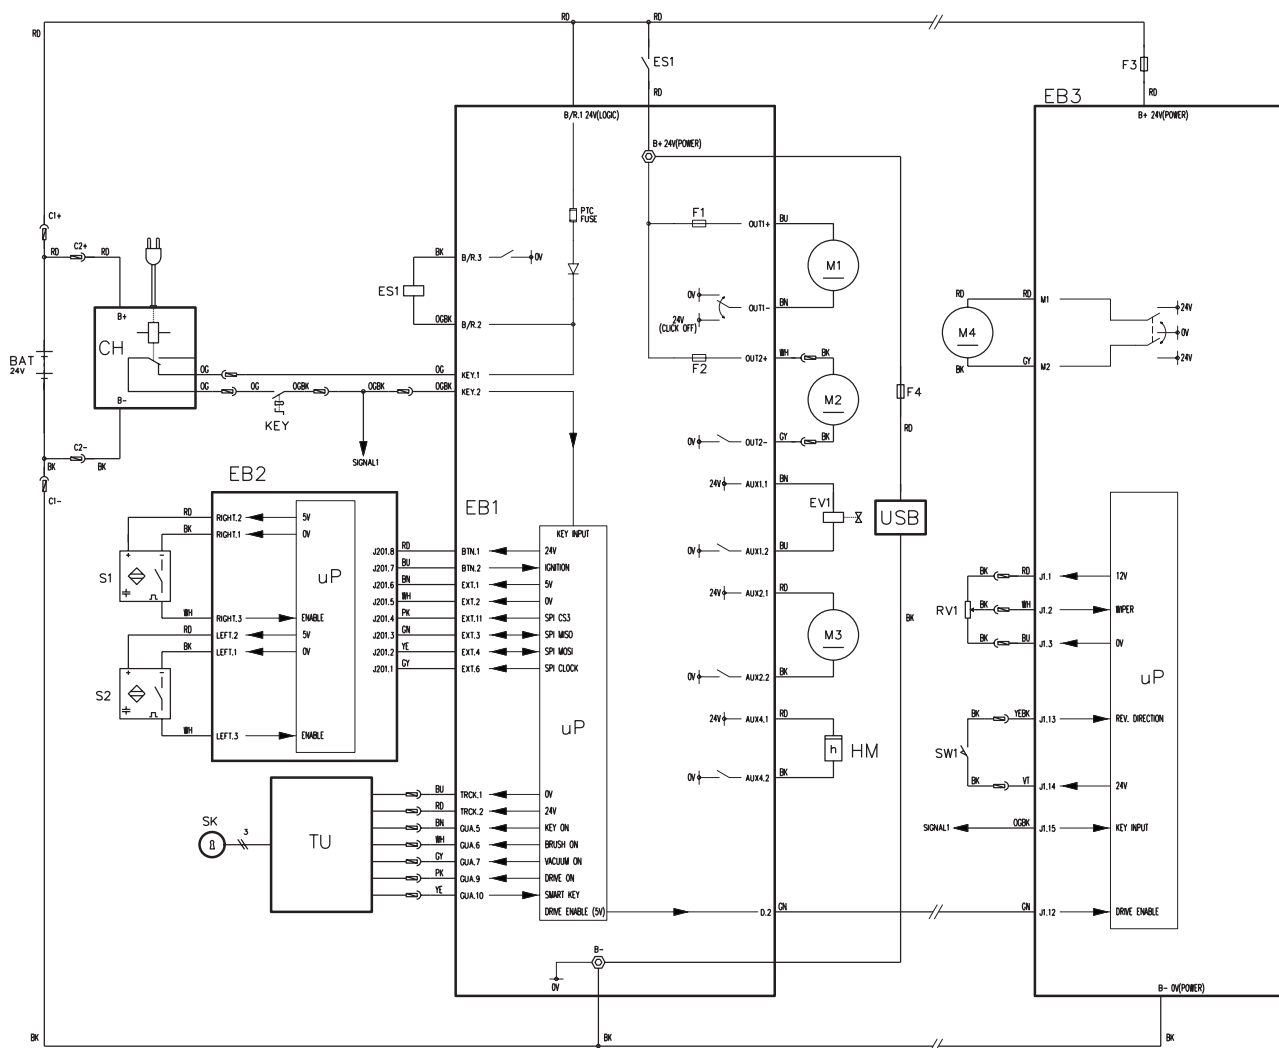 RD RD RD
RD ES1 F3
RD RD EB3
B/R.1 24V(LOGIC) B+ 24V(POWER)
B+ 24V(POWER)
C1+ PTC FUSE F1 OUT1+ BU
RD C2+ RD BK B/R.3 0V M1
ES1 0V OUT1- BN RD M1 24V
B+ OGBK B/R.2 24V (CLICK OFF) M4 0V
CH WH BK GY 24V
BAT 24V OG OG KEY.1 F2 OUT2+ BK M2
OG OG OGBK OGBK OGBK KEY.2 M2 F4
B- KEY RD
C2- SIGNAL1 0V OUT2- GY BK
BK BK
C1- EB2 24V AUX1.1 BN
EB1 EV1 USB
RD RIGHT.2 5V KEY INPUT
BK RIGHT.1 0V 0V AUX1.2 BU
S1 uP J201.8 RD BTN.1 24V
J201.7 BU BTN.2 IGNITION
J201.6 BN EXT.1 5V 24V AUX2.1 RD
J201.5 WH EXT.2 0V
WH RIGHT.3 ENABLE J201.4 PK EXT.11 SPI CS3 BK
RD LEFT.2 5V J201.3 GN EXT.3 SPI MISO M3
BK LEFT.1 0V J201.2 YE EXT.4 SPI MOSI
J201.1 GY EXT.6 SPI CLOCK 0V AUX2.2 BK
S2 24V AUX4.1 RD
WH LEFT.3 ENABLE uP h HM
0V AUX4.2 BK
BK RD J1.1 12V
RV1 BK WH J1.2 WIPER
BK BU J1.3 0V
uP
BK YEBK J1.13 REV. DIRECTION
SW1
BK VT J1.14 24V
SIGNAL1 OGBK J1.15 KEY INPUT
BU TRCK.1 0V
RD TRCK.2 24V
SK 3 TU BN GUA.5 KEY ON
WH GUA.6 BRUSH ON
GY GUA.7 VACUUM ON
PK GUA.9 DRIVE ON
YE GUA.10 SMART KEY
DRIVE ENABLE (5V) D.2 GN GN J1.12 DRIVE ENABLE
B-
0V B- 0V(POWER)
BK BK BK